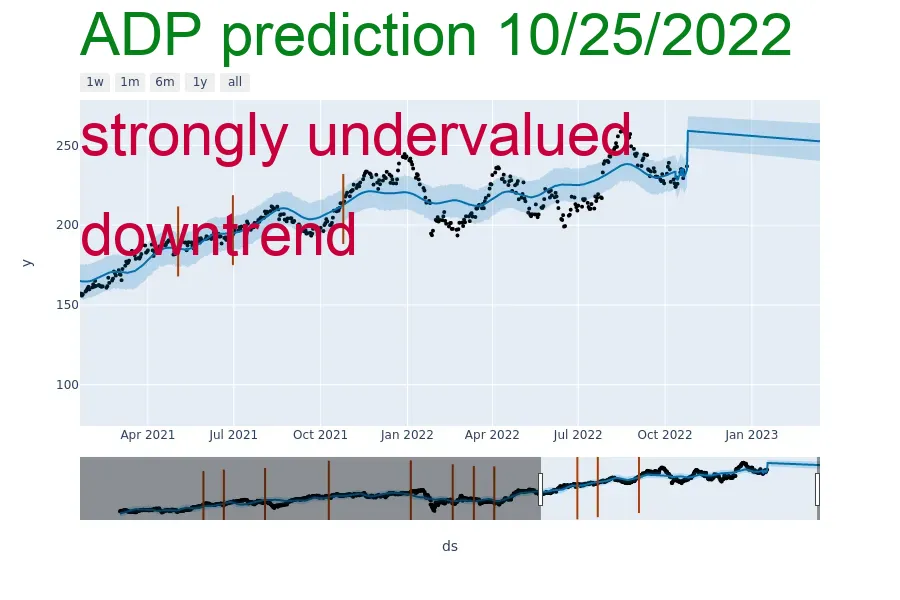 ADP prediction 10/25/2022
1w 1m 6m 1y all
strongly undervalued
downtrend
250
200
150
100
y
Apr 2021 Jul 2021 Oct 2021 Jan 2022 Apr 2022 Jul 2022 Oct 2022 Jan 2023
ds